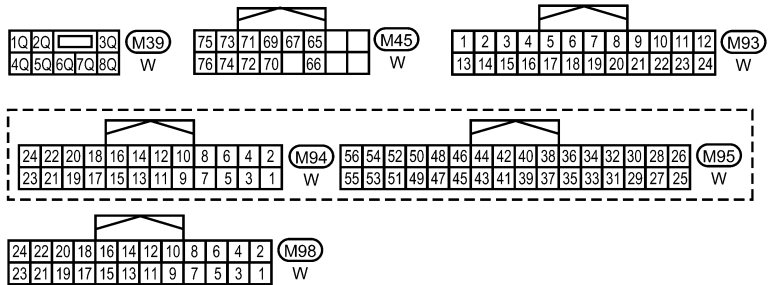 1Q 2Q 3Q M39 75 73 71 69 67 65 M45 1 2 3 4 5 6 7 8 9 10 11 12 M93
4Q 5Q 6Q 7Q 8Q W 76 74 72 70 66 W 13 14 15 16 17 18 19 20 21 22 23 24 W
24 22 20 18 16 14 12 10 8 6 4 2 M94 56 54 52 50 48 46 44 42 40 38 36 34 32 30 28 26 M95
23 21 19 17 15 13 11 9 7 5 3 1 W 55 53 51 49 47 45 43 41 39 37 35 33 31 29 27 25 W
24 22 20 18 16 14 12 10 8 6 4 2 M98
23 21 19 17 15 13 11 9 7 5 3 1 W